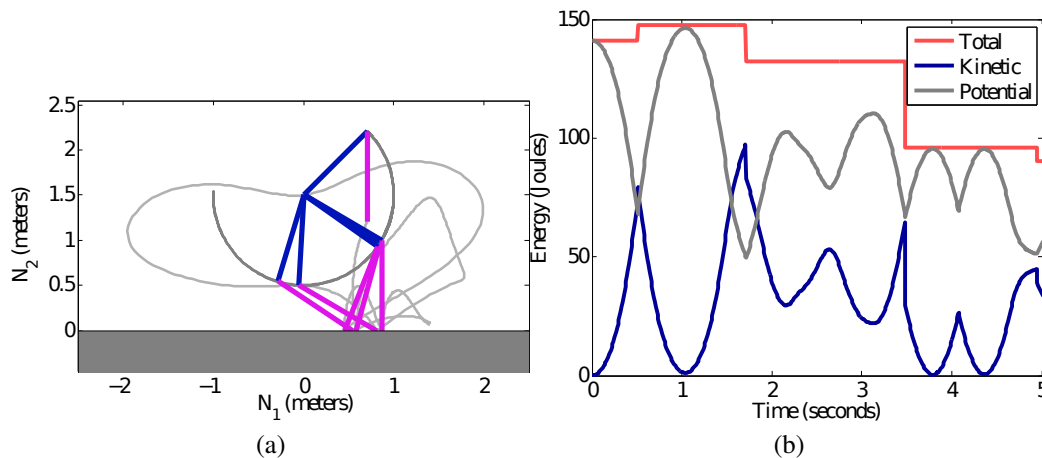 2.5
2
1.5
1
0.5
0
N2 (meters)
−2
−1
0
1
2
N1 (meters)
(a)
150
100
50
0
Energy (Joules)
Total
Kinetic
Potential
0
1
2
3
4
5
Time (seconds)
(b)